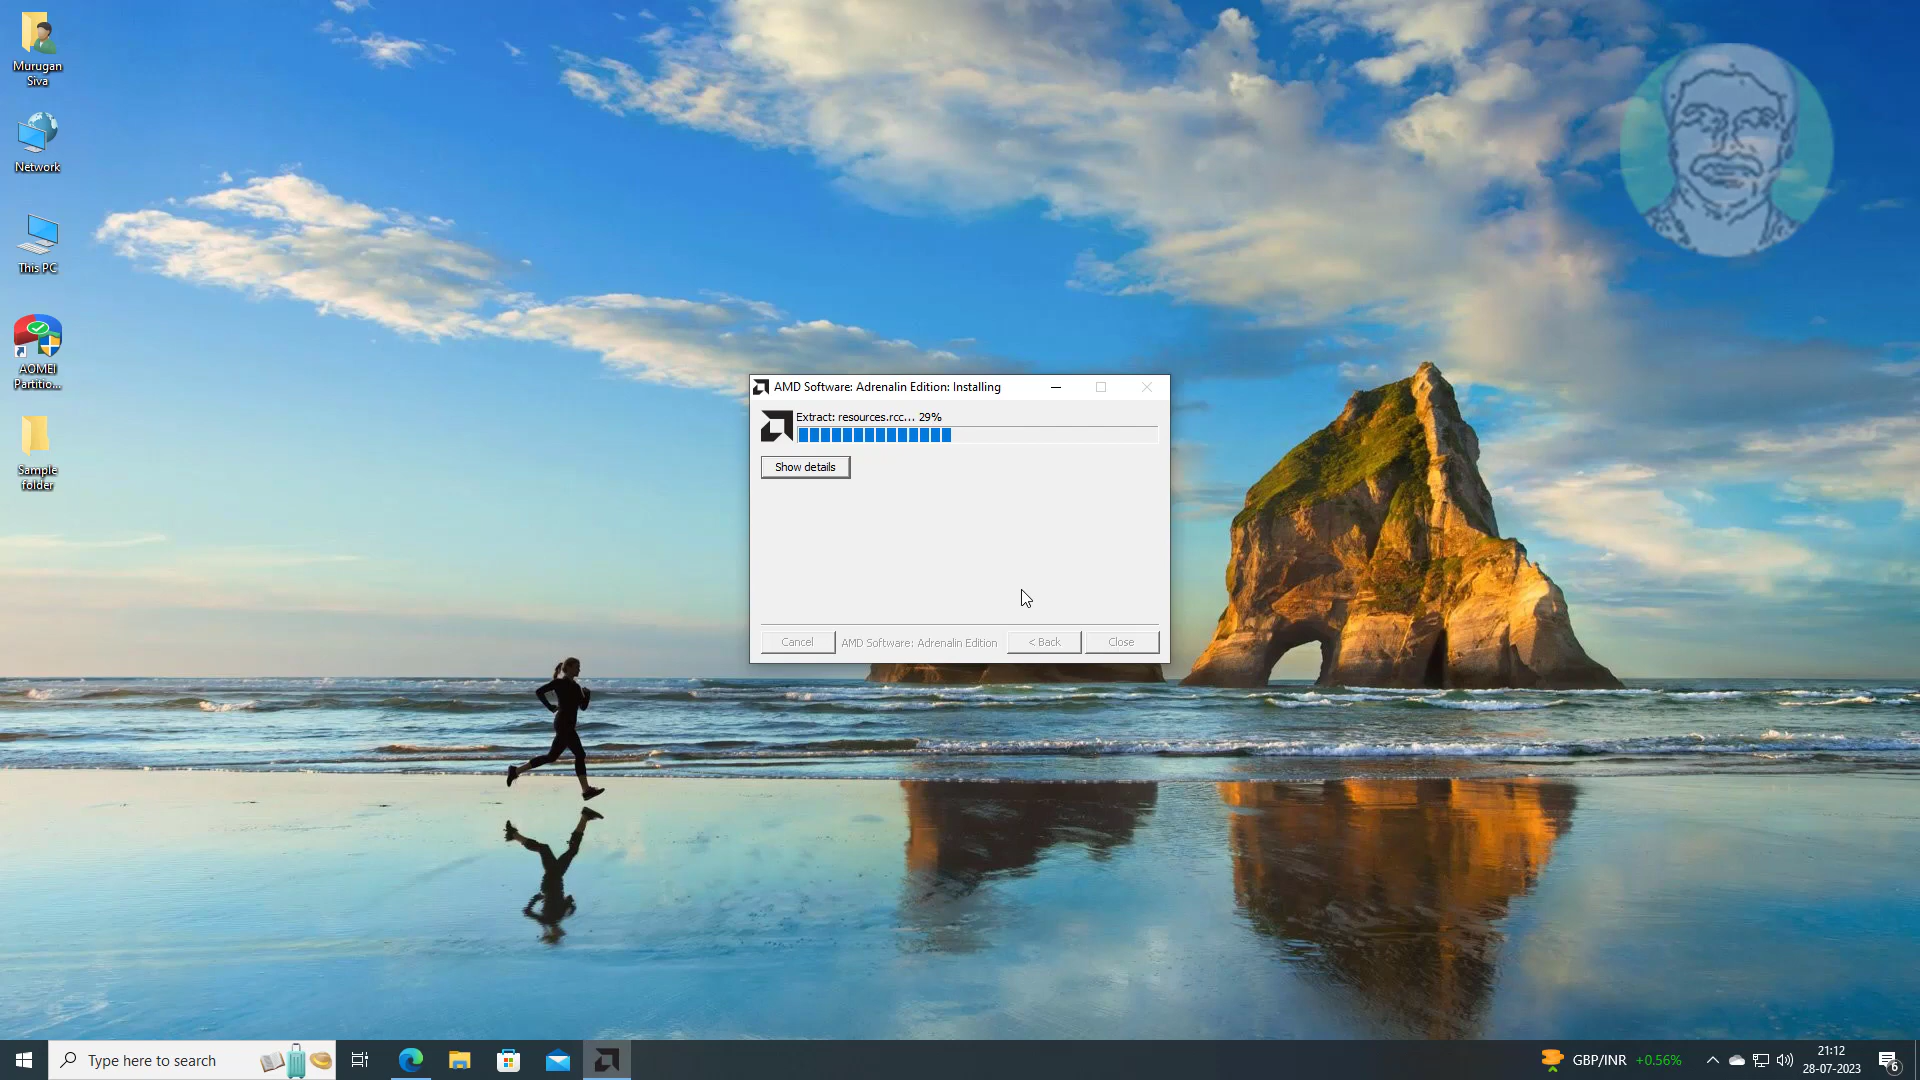 Murugan
Siva
Network
This PC
AOMEI
Partitio...
Sample
folder
AMD Software: Adrenalin Edition: Installing
Extract: resources.rcc... 29%
Show details
Cancel
AMD Software: Adrenalin Edition
< Back
Close
Type here to search
GBP/INR +0.56%
21:12
28-07-2023
6